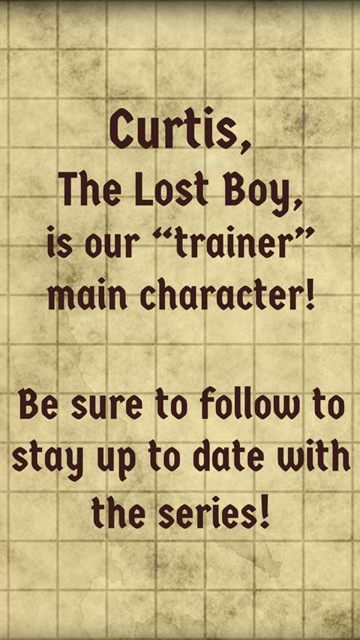 Curtis,
The Lost Boy,
is our “trainer”
main character!
Be sure to follow to
stay up to date with
the series!